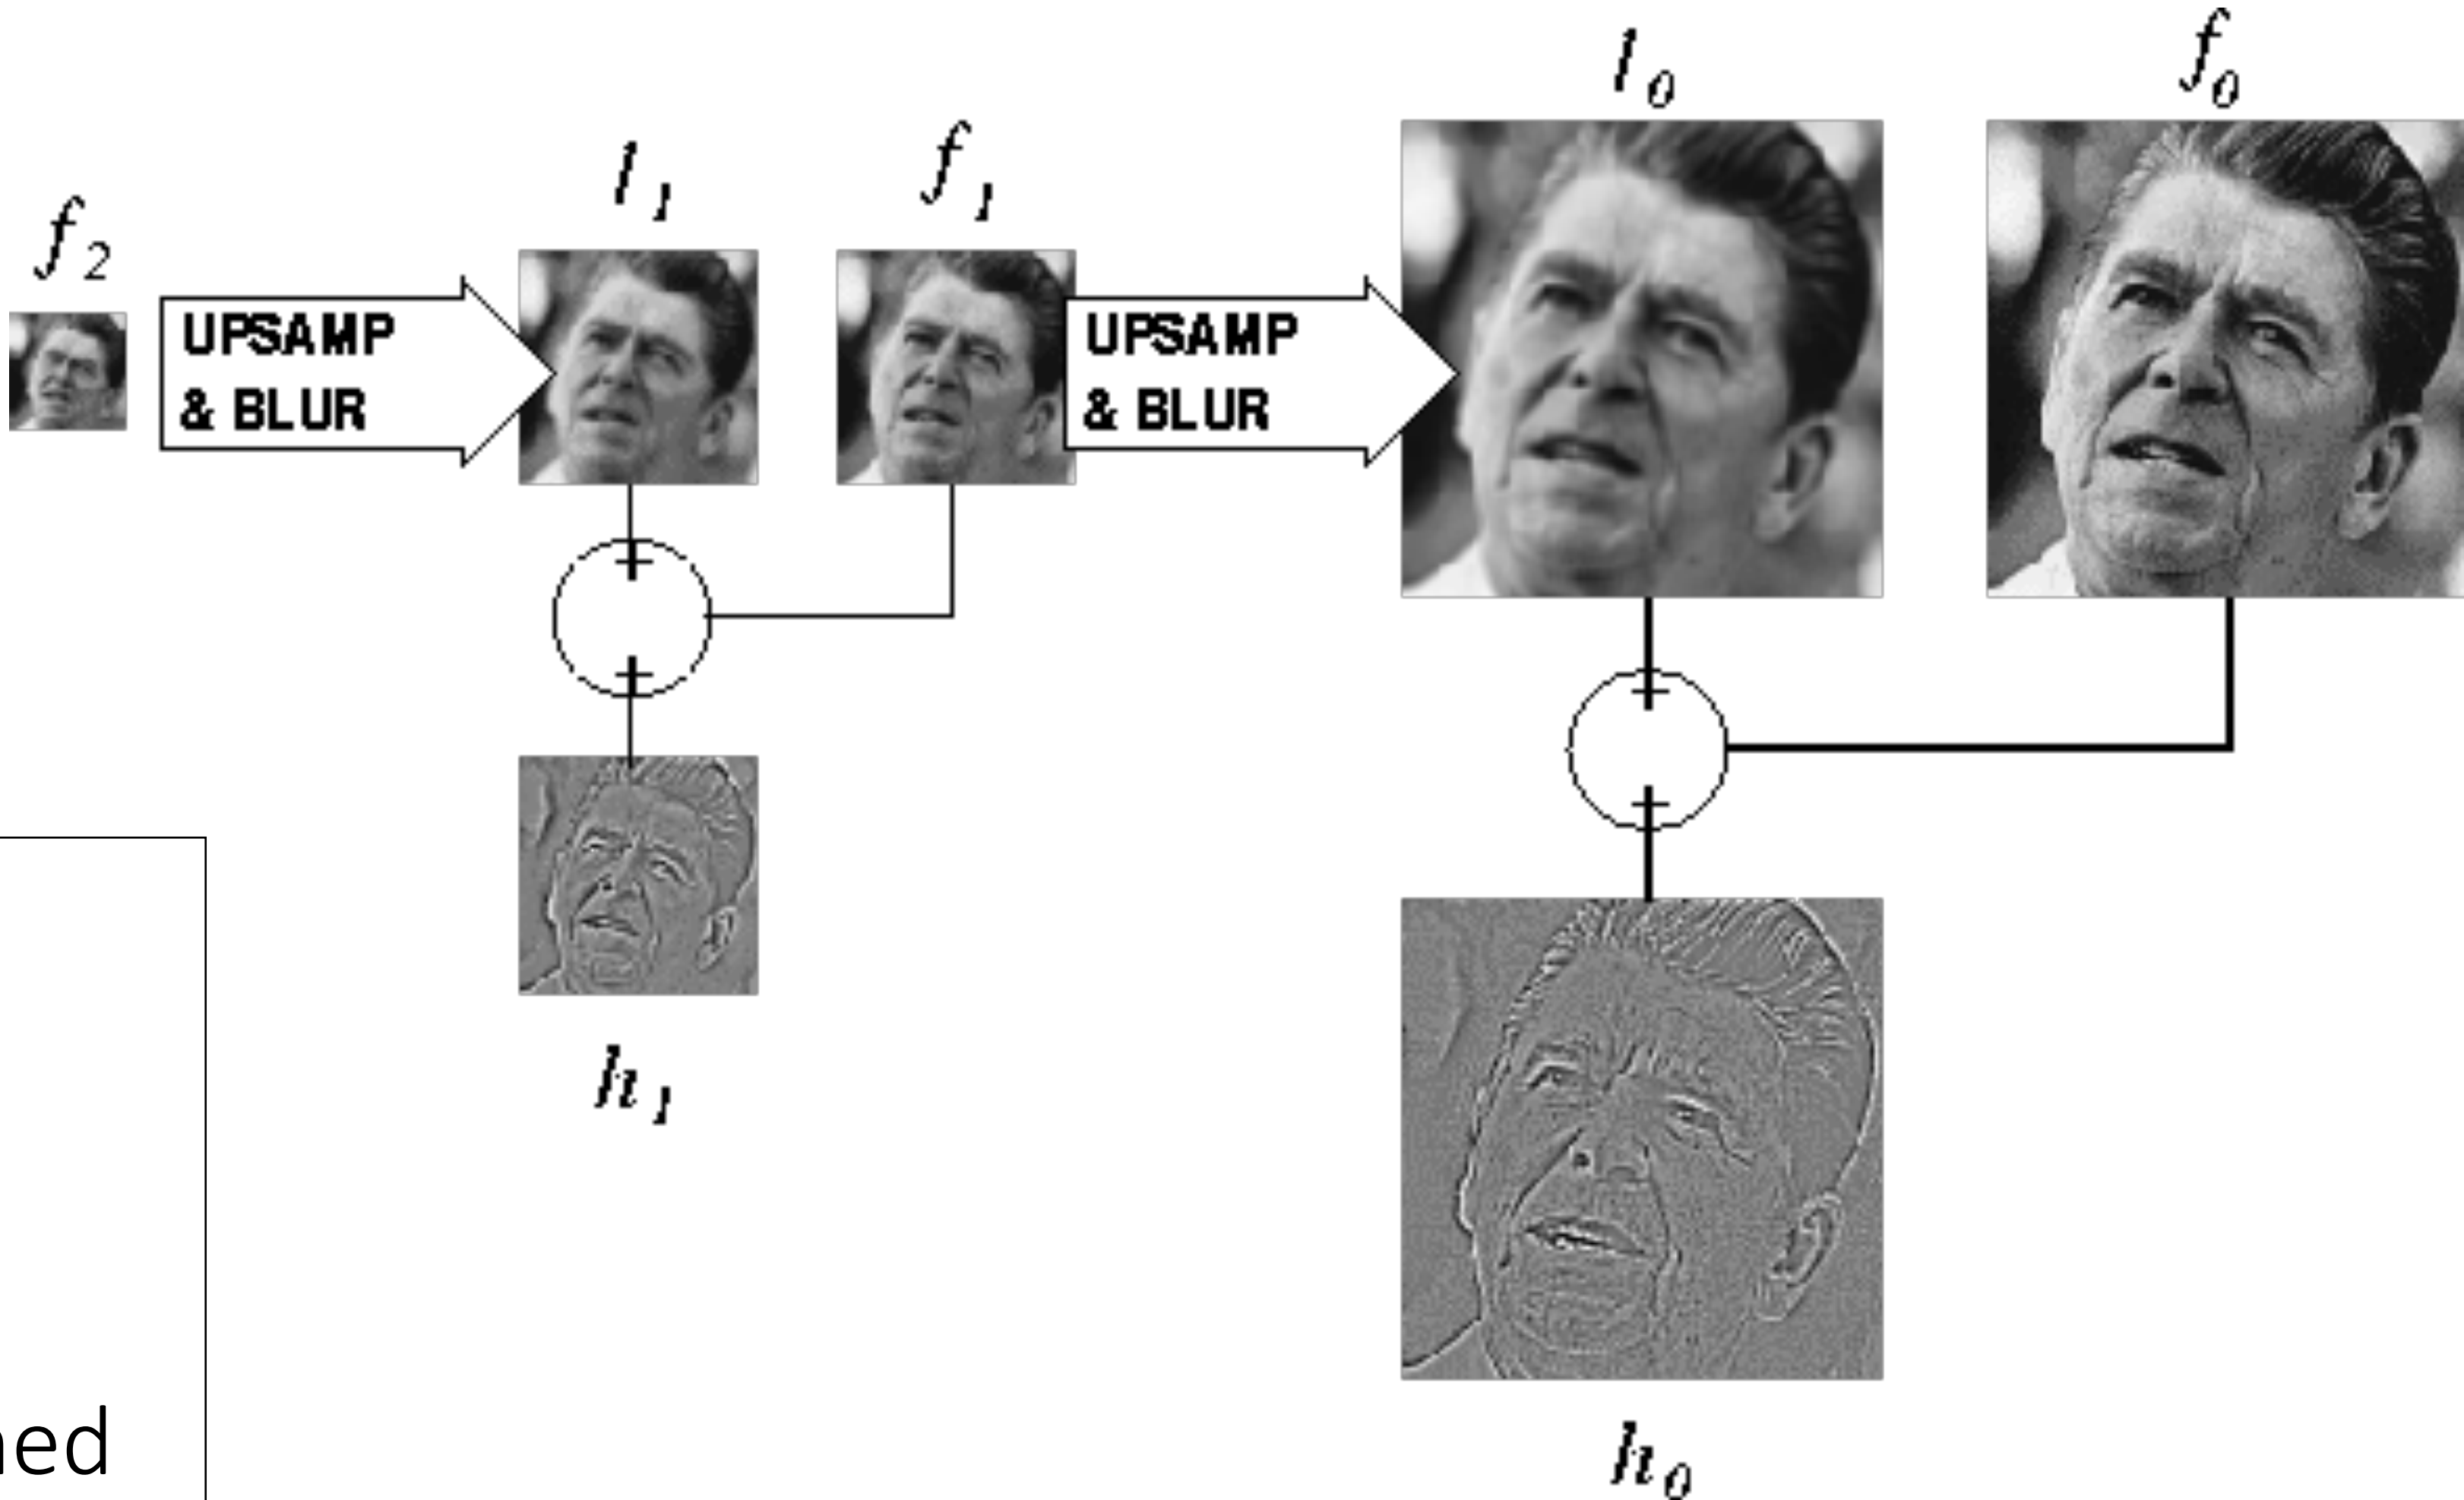 l0
f0
l1
f1
f2
UPSAMP
& BLUR
UPSAMP
& BLUR
+
+
+
+
h1
ned
h0